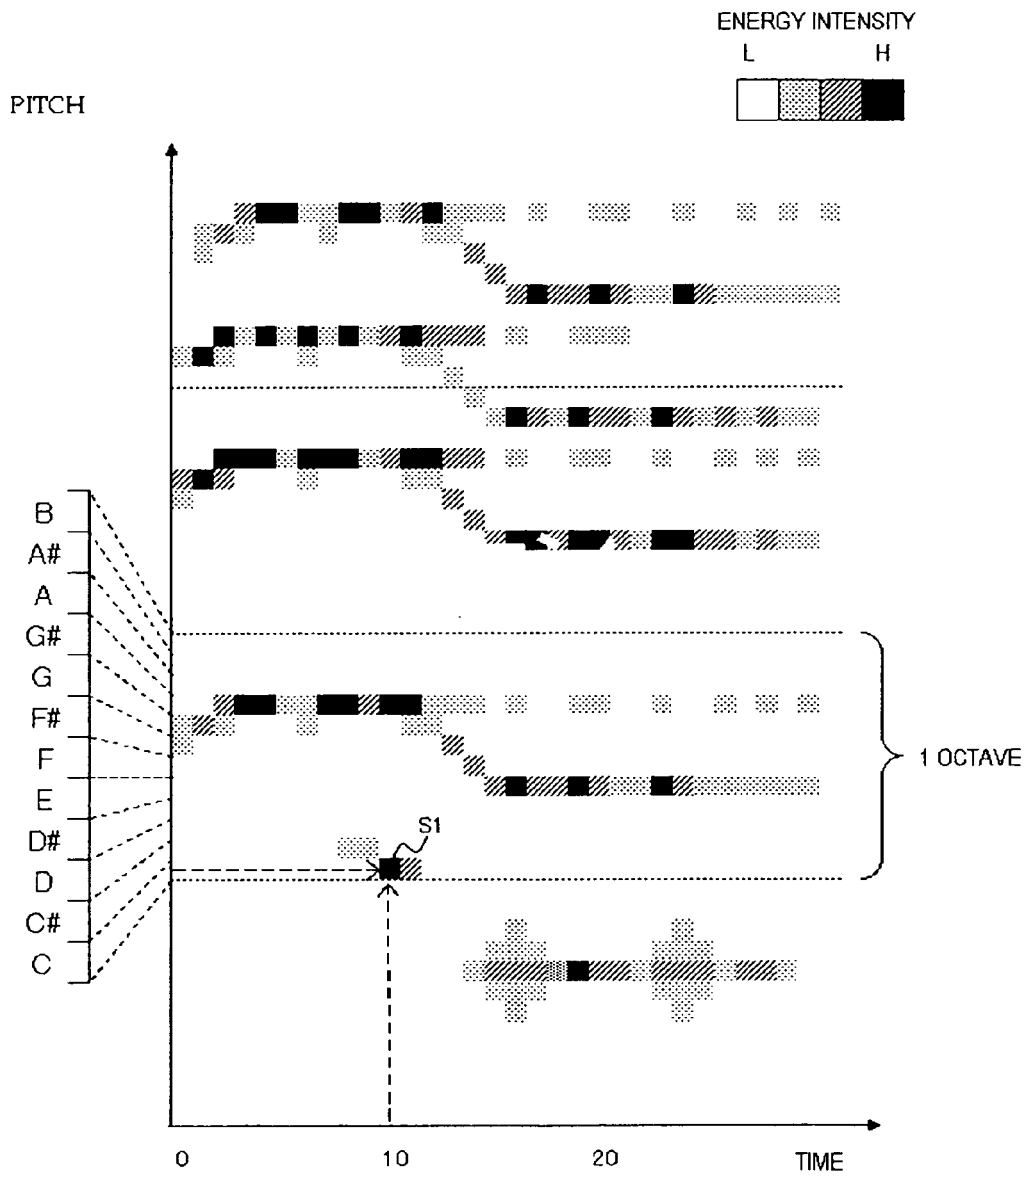 ENERGY INTENSITY
L H
PITCH
B
A#
A
G#
G
F#
F
E
D#
D
C#
C
1 OCTAVE
S1
0 10 20 TIME